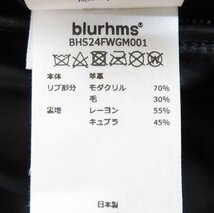 blurhms®
BHS24FWGM001
本体 羊革
リブ部分 モダクリル 70%
毛 30%
裏地 レーヨン 55%
キュプラ 45%
日本製